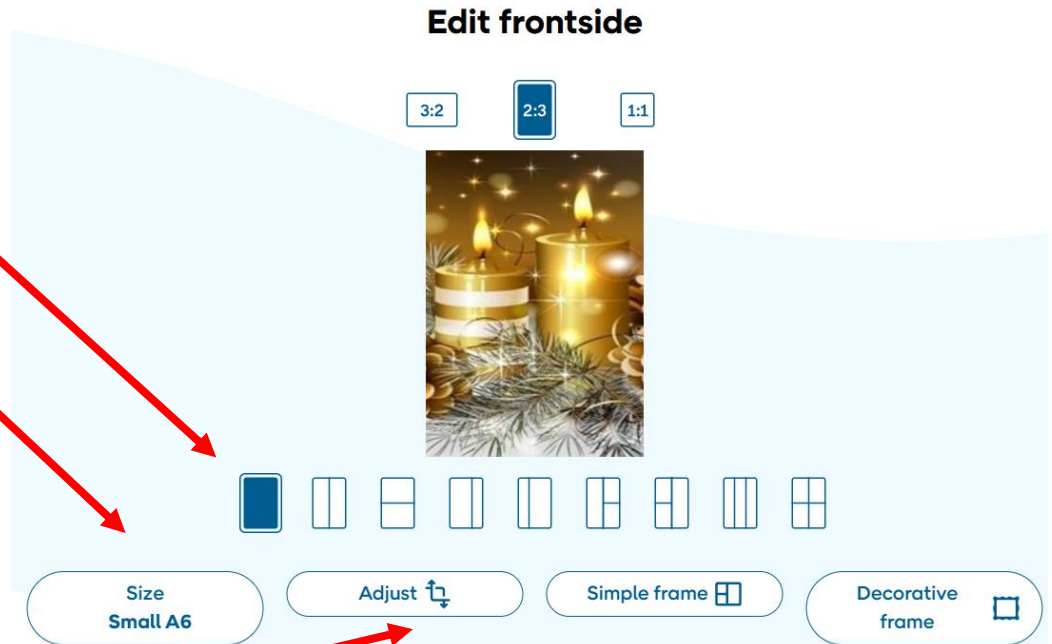 Edit frontside
3:2
2:3
1:1
Size
Small A6
Adjust
Simple frame
Decorative
frame